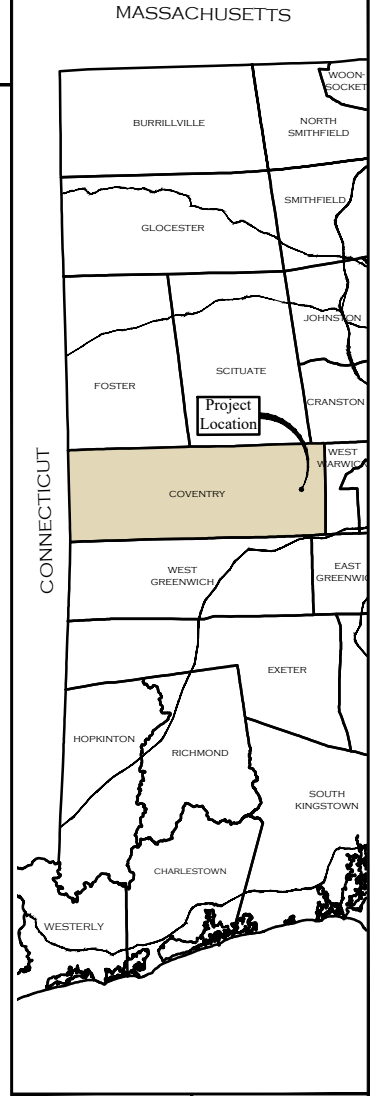 MASSACHUSETTS
WOON-
SOCKET
BURRILLVILLE
NORTH
SMITHFIELD
SMITHFIELD
GLOCESTER
JOHNSTON
SCITUATE
FOSTER
CRANSTON
Project
Location
WEST
WARWICK
CONNECTICUT
COVENTRY
WEST
GREENWICH
EAST
GREENWIC
EXETER
HOPKINTON
RICHMOND
SOUTH
KINGSTOWN
CHARLESTOWN
WESTERLY